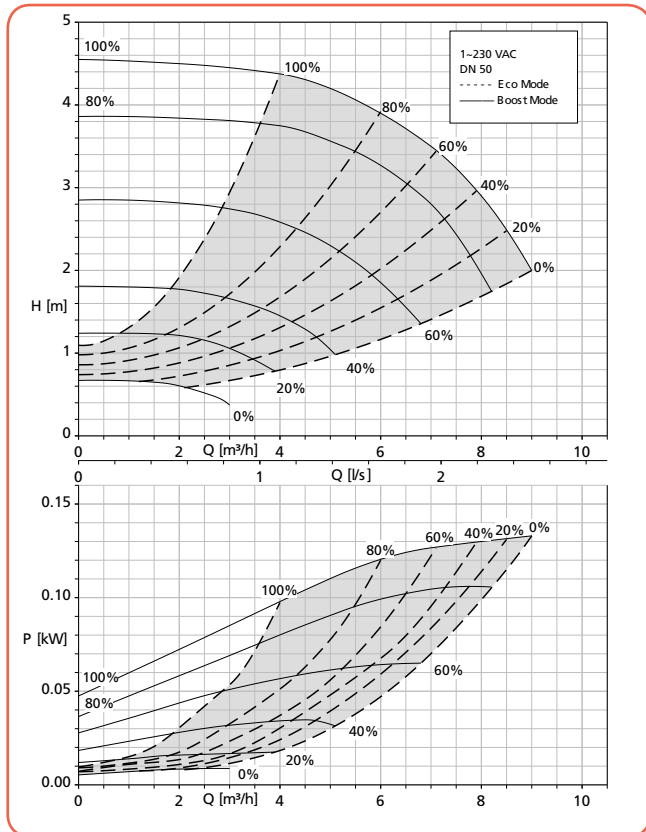 5
100%
1~230 VAC
DN 50
Eco Mode
Boost Mode
100%
4
80%
80%
60%
3
40%
20%
2
0%
H [m]
60%
1
40%
20%
0%
0
0 2 Q [m³/h] 4 6 8 10
0 1 Q [l/s] 2
0.15
80% 60% 40% 20% 0%
0.10
100%
P [kW]
100%
60%
0.05
80%
40%
20%
0%
0.00
0 2 Q [m³/h] 4 6 8 10